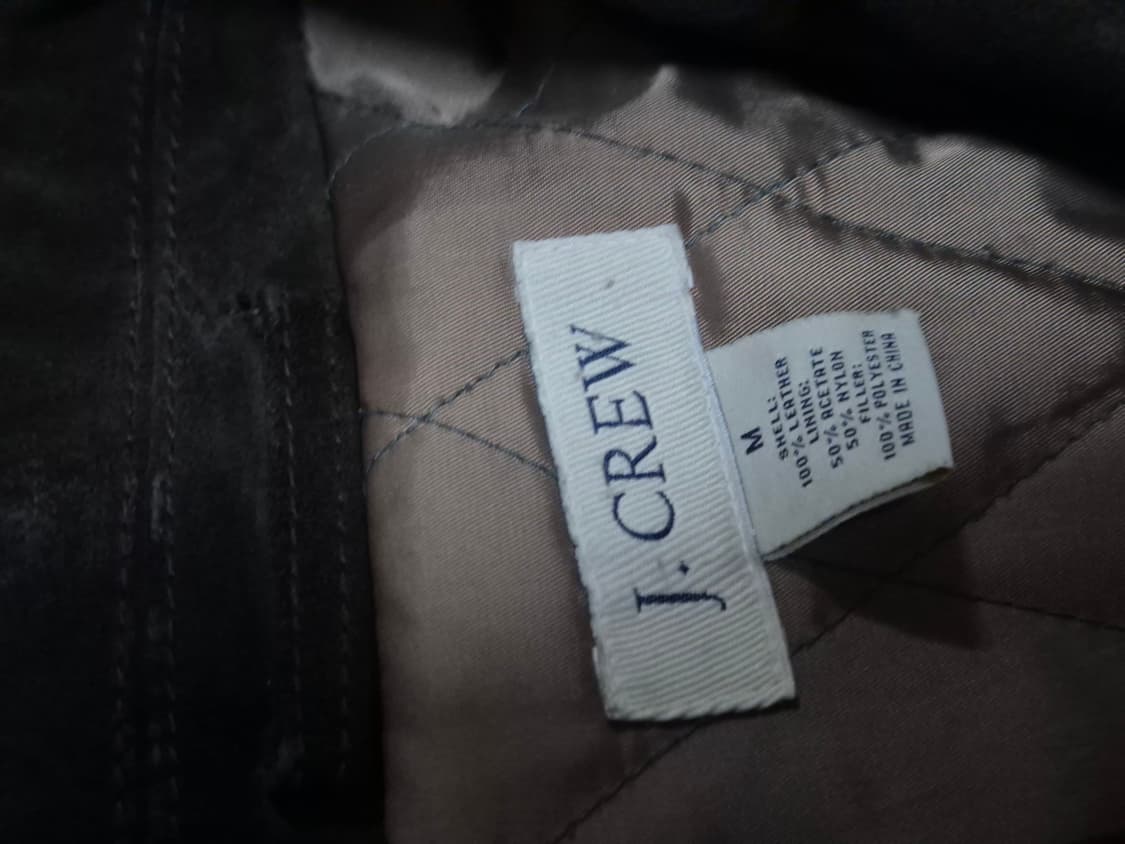 J. CREW
M
SHELL:
100% LEATHER
LINING:
50% ACETATE
50% NYLON
FILLER:
100% POLYESTER
MADE IN CHINA